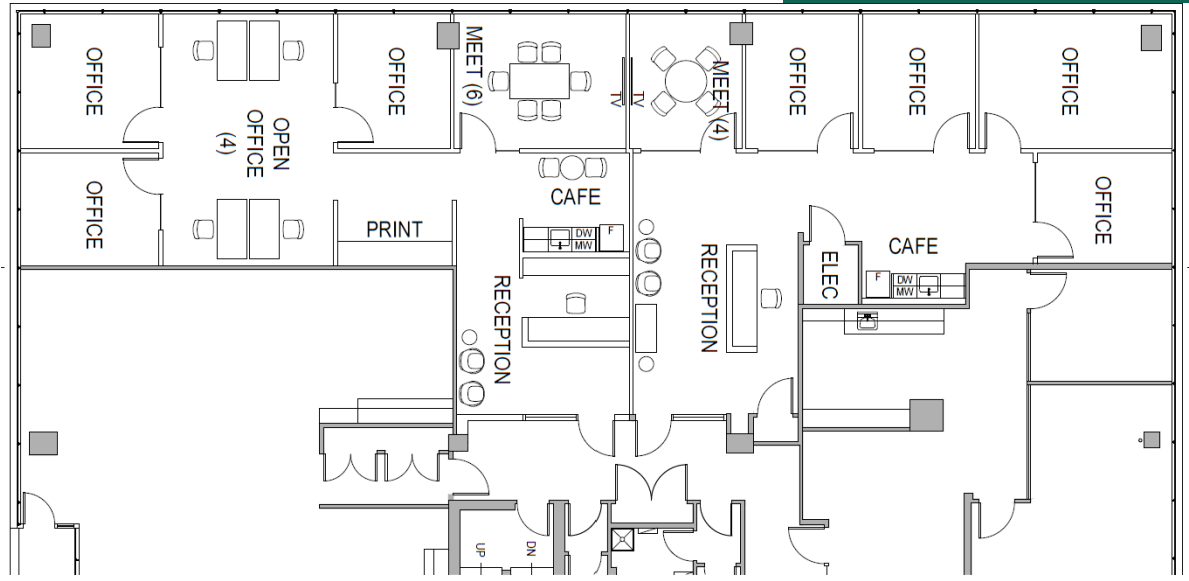 OFFICE
OPEN
OFFICE
(4)
OFFICE
MEET (6)
TV
TV
MEET (4)
OFFICE
OFFICE
OFFICE
OFFICE
PRINT
CAFE
DW
MW
F
RECEPTION
RECEPTION
ELEC
CAFE
F
DW
MW
OFFICE
UP
DN